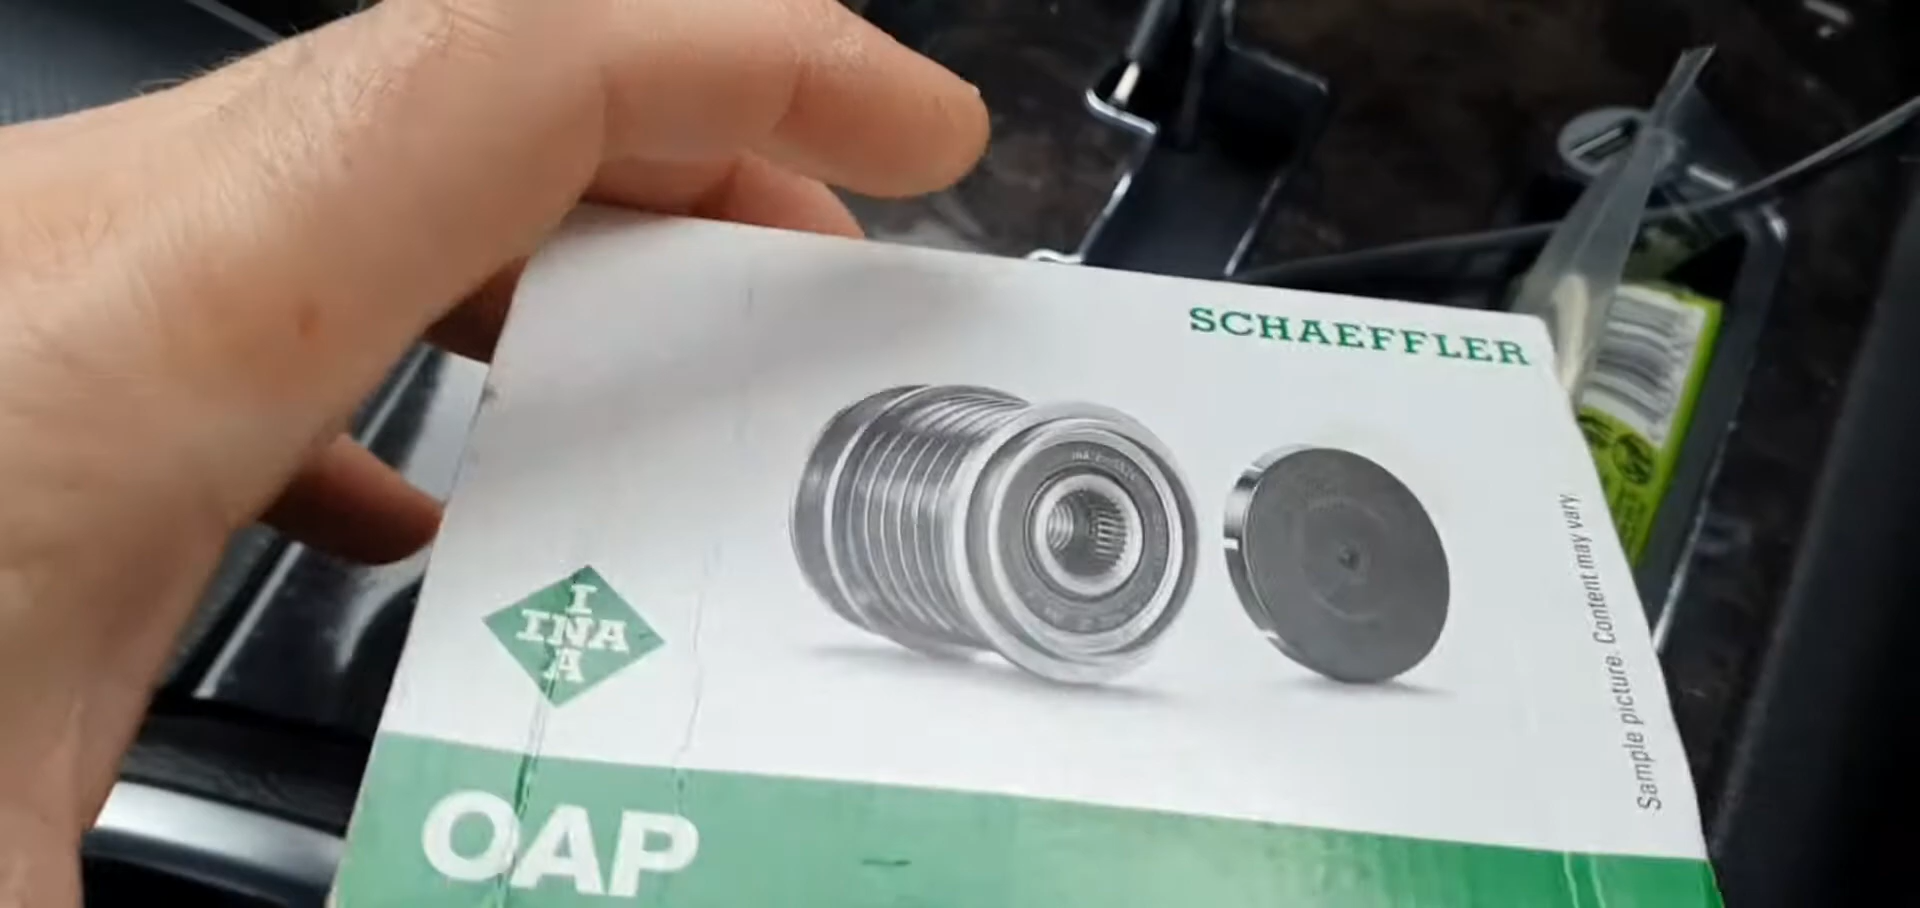 SCHAEFFLER
I
INA
A
Sample picture. Content may vary.
OAP